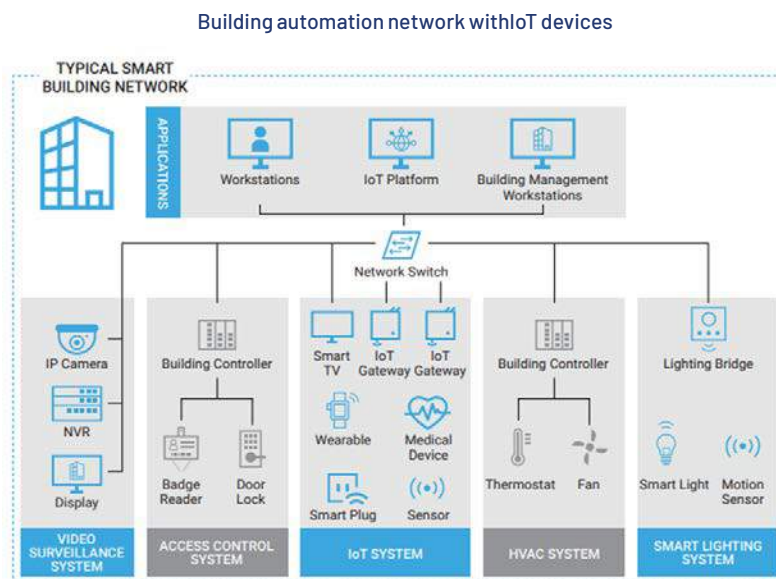 Building automation network withIoT devices
TYPICAL SMART
BUILDING NETWORK
APPLICATIONS
Workstations
IoT Platform
Building Management
Workstations
Network Switch
IP Camera
NVR
Display
VIDEO
SURVEILLANCE
SYSTEM
Building Controller
Badge
Reader
Door
Lock
ACCESS CONTROL
SYSTEM
Smart
TV
IoT
Gateway
IoT
Gateway
Wearable
Medical
Device
Smart Plug
Sensor
IoT SYSTEM
Building Controller
Thermostat
Fan
HVAC SYSTEM
Lighting Bridge
Smart Light
Motion
Sensor
SMART LIGHTING
SYSTEM